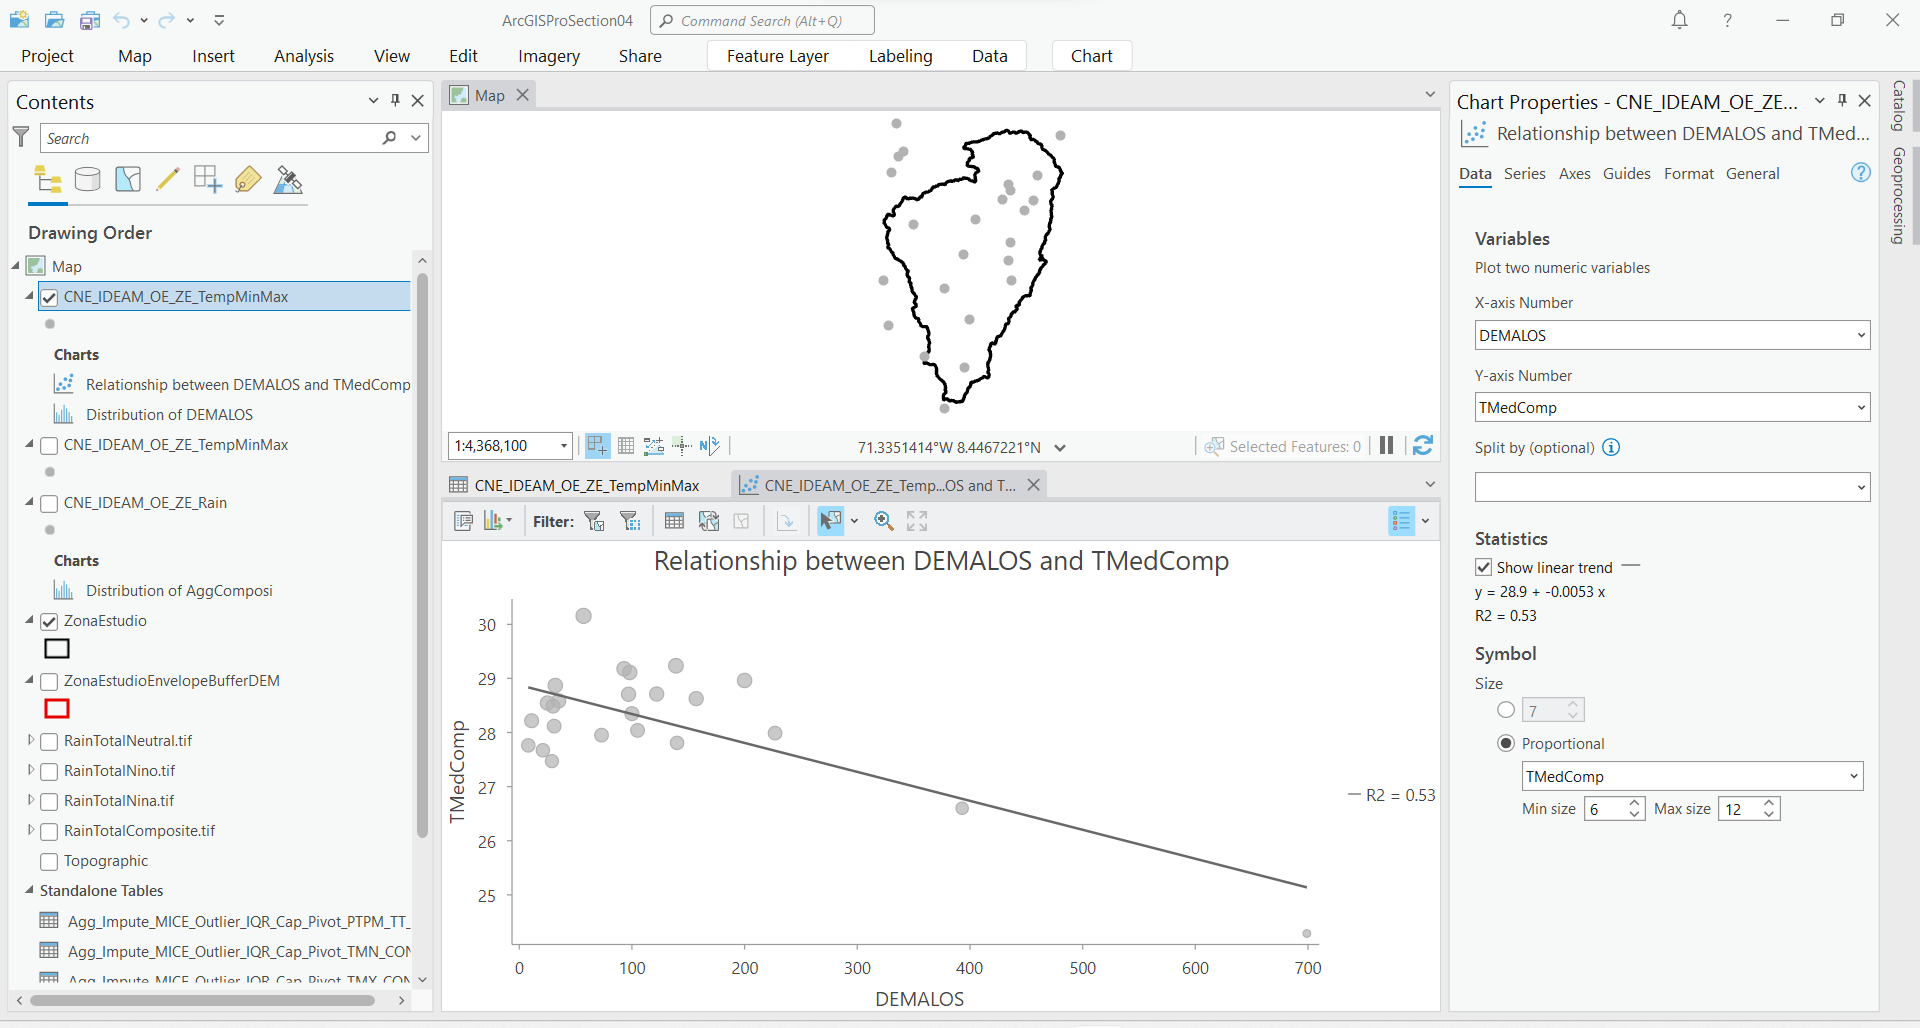 ArcGISProSection04
Command Search (Alt+Q)
?
Project Map Insert Analysis View Edit Imagery Share Feature Layer Labeling Data Chart
Contents
Search
Drawing Order
Map
CNE_IDEAM_OE_ZE_TempMinMax
Charts
Relationship between DEMALOS and TMedComp
Distribution of DEMALOS
CNE_IDEAM_OE_ZE_TempMinMax
CNE_IDEAM_OE_ZE_Rain
Charts
Distribution of AggComposi
ZonaEstudio
ZonaEstudioEnvelopeBufferDEM
RainTotalNeutral.tif
RainTotalNino.tif
RainTotalNina.tif
RainTotalComposite.tif
Topographic
Standalone Tables
Agg_Impute_MICE_Outlier_IQR_Cap_Pivot_PTPM_TT_
Agg_Impute_MICE_Outlier_IQR_Cap_Pivot_TMN_CON
Agg_Impute_MICE_Outlier_IQR_Cap_Pivot_TMX_CON
Map
1:4,368,100
71.3351414°W 8.4467221°N
Selected Features: 0
CNE_IDEAM_OE_ZE_TempMinMax
CNE_IDEAM_OE_ZE_Temp...OS and T...
Filter:
Relationship between DEMALOS and TMedComp
TMedComp
30
29
28
27
26
25
R2 = 0.53
0 100 200 300 400 500 600 700
DEMALOS
Chart Properties - CNE_IDEAM_OE_ZE...
Relationship between DEMALOS and TMed...
Data Series Axes Guides Format General
?
Variables
Plot two numeric variables
X-axis Number
DEMALOS
Y-axis Number
TMedComp
Split by (optional)
Statistics
Show linear trend
y = 28.9 + -0.0053 x
R2 = 0.53
Symbol
Size
7
Proportional
TMedComp
Min size 6 Max size 12
Catalog
Geoprocessing